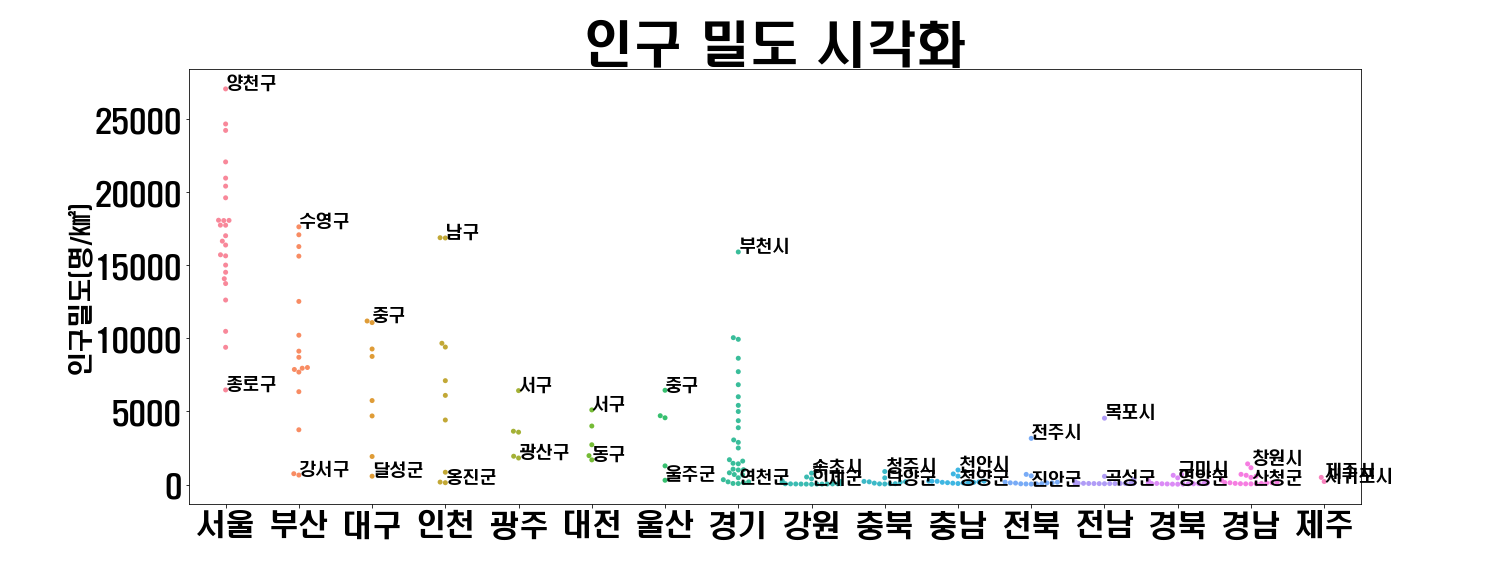 인구 밀도 시각화
인구밀도(명/㎢)
25000
20000
15000
10000
5000
0
양천구
종로구
수영구
강서구
중구
달성군
남구
옹진군
서구
광산구
서구
동구
중구
울주군
부천시
연천군
속초시
인제군
청주시
단양군
천안시
청양군
전주시
진안군
목포시
곡성군
구미시
영양군
창원시
산청군
제주시
서귀포시
서울 부산 대구 인천 광주 대전 울산 경기 강원 충북 충남 전북 전남 경북 경남 제주